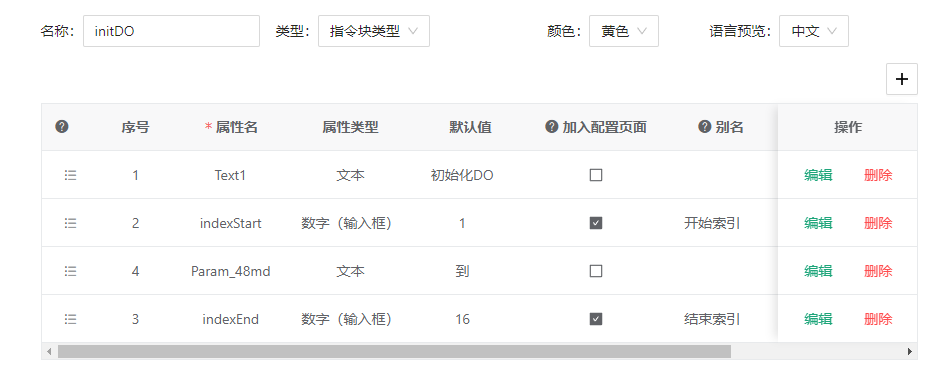 名称： initDO 类型： 指令块类型 颜色： 黄色 语言预览： 中文
+
? 序号 * 属性名 属性类型 默认值 ? 加入配置页面 ? 别名 操作
1 Text1 文本 初始化DO 编辑 删除
2 indexStart 数字（输入框） 1 开始索引 编辑 删除
4 Param_48md 文本 到 编辑 删除
3 indexEnd 数字（输入框） 16 结束索引 编辑 删除